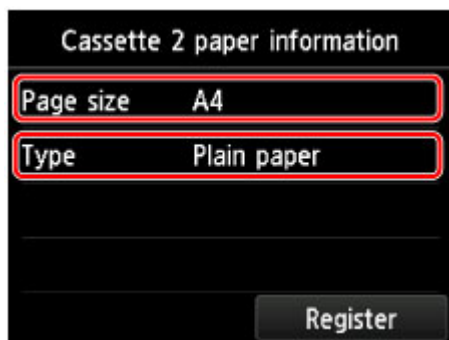 Cassette 2 paper information
Page size A4
Type Plain paper
Register